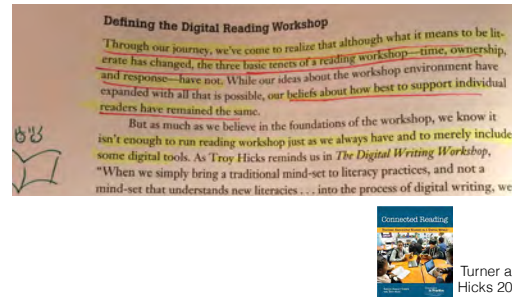 Defining the Digital Reading Workshop
Through our journey, we've come to realize that although what it means to be lit-
erate has changed, the three basic tenets of a reading workshop—time, ownership,
and response—have not. While our ideas about the workshop environment have
expanded with all that is possible, our beliefs about how best to support individual
readers have remained the same.
But as much as we believe in the foundations of the workshop, we know it
isn't enough to run reading workshop just as we always have and to merely include
some digital tools. As Troy Hicks reminds us in The Digital Writing Workshop,
"When we simply bring a traditional mind-set to literacy practices, and not a
mind-set that understands new literacies . . . into the process of digital writing, we
Connected Reading
Turner a
Hicks 20